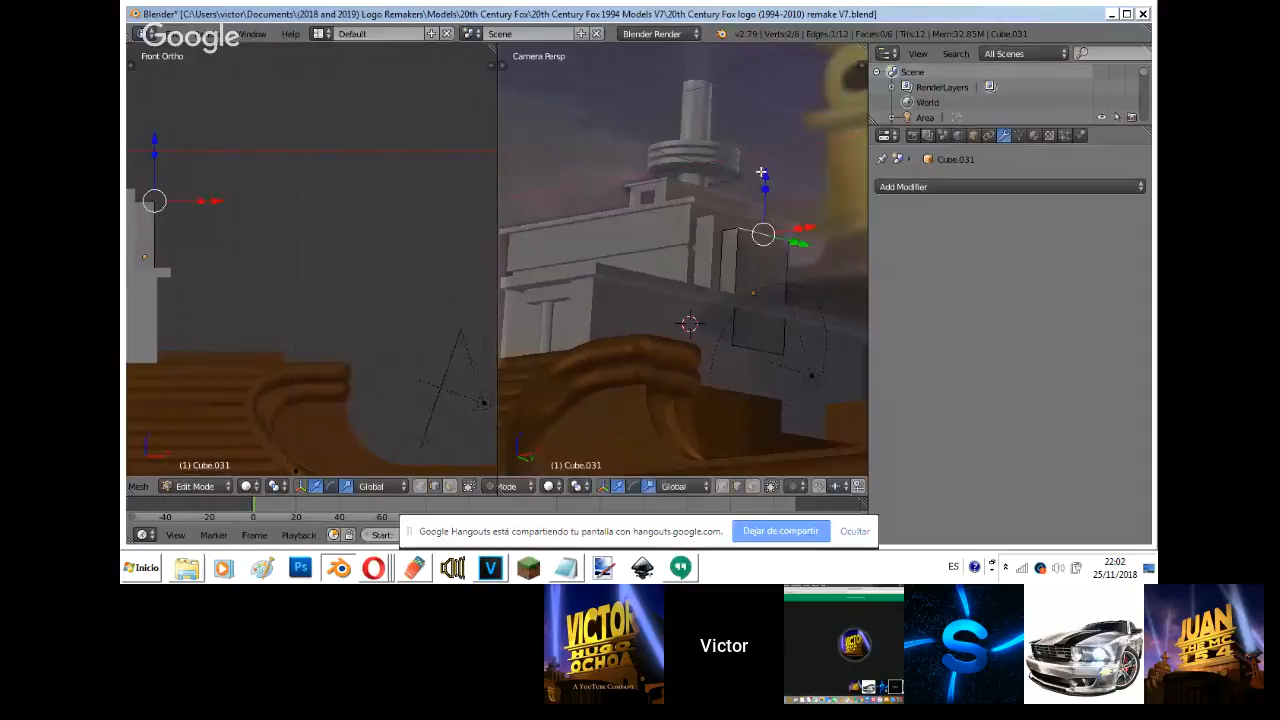 Blender* [C:\Users\victor\Documents\(2018 and 2019) Logo Remakers\Models\20th Century Fox\20th Century Fox 1994 Models V7\20th Century Fox logo (1994-2010) remake V7.blend]
Google
Window Help Default Scene Blender Render v2.79 | Verts:2/8 | Edges:1/12 | Faces:0/6 | Tris:12 | Mem:32.85M | Cube.031
Front Ortho
Camera Persp
View Search All Scenes
Scene
RenderLayers
World
Area
Cube.031
Add Modifier
(1) Cube.031
(1) Cube.031
Mesh Edit Mode Global
Mode Global
-40 -20 0 20 40 60
View Marker Frame Playback Start:
Google Hangouts está compartiendo tu pantalla con hangouts.google.com.
Dejar de compartir
Ocultar
Inicio
Ps
V
ES
22:02
25/11/2018
VICTOR
HUGO
OCHOA
A YOUTUBE COMPANY
Victor
S
JUAN
THE MC
154